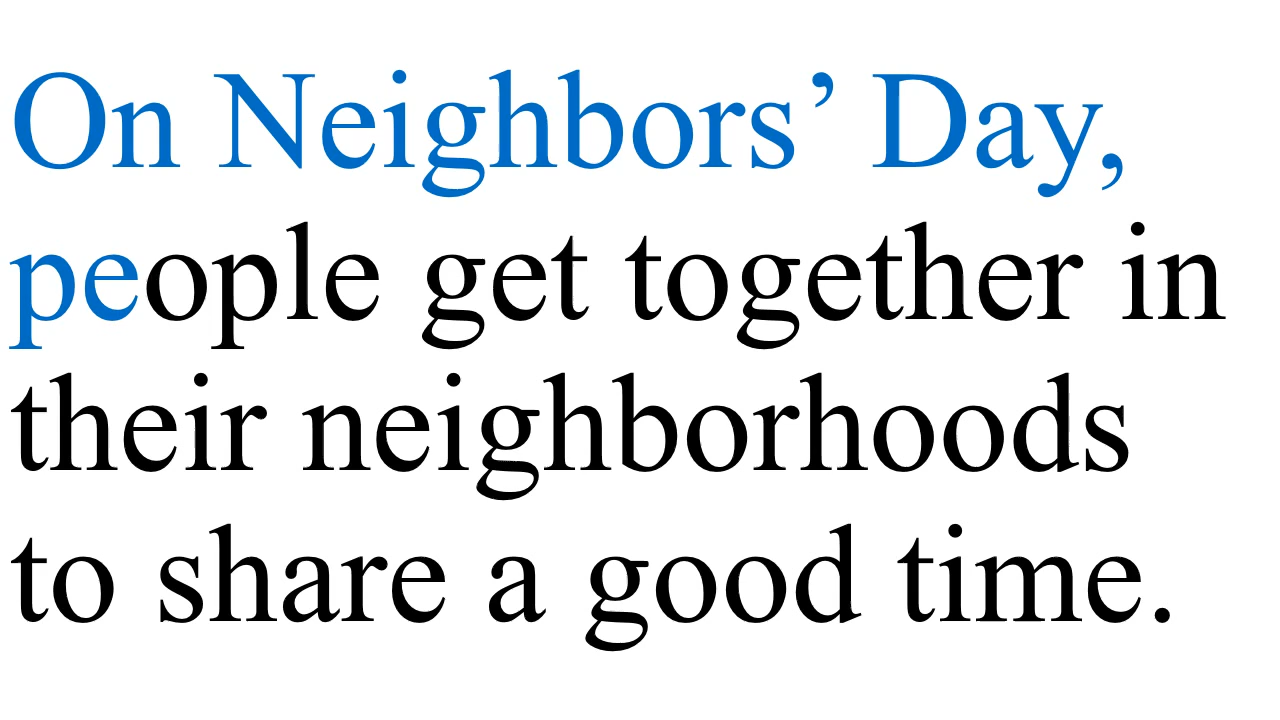 On Neighbors’ Day,
people get together in
their neighborhoods
to share a good time.